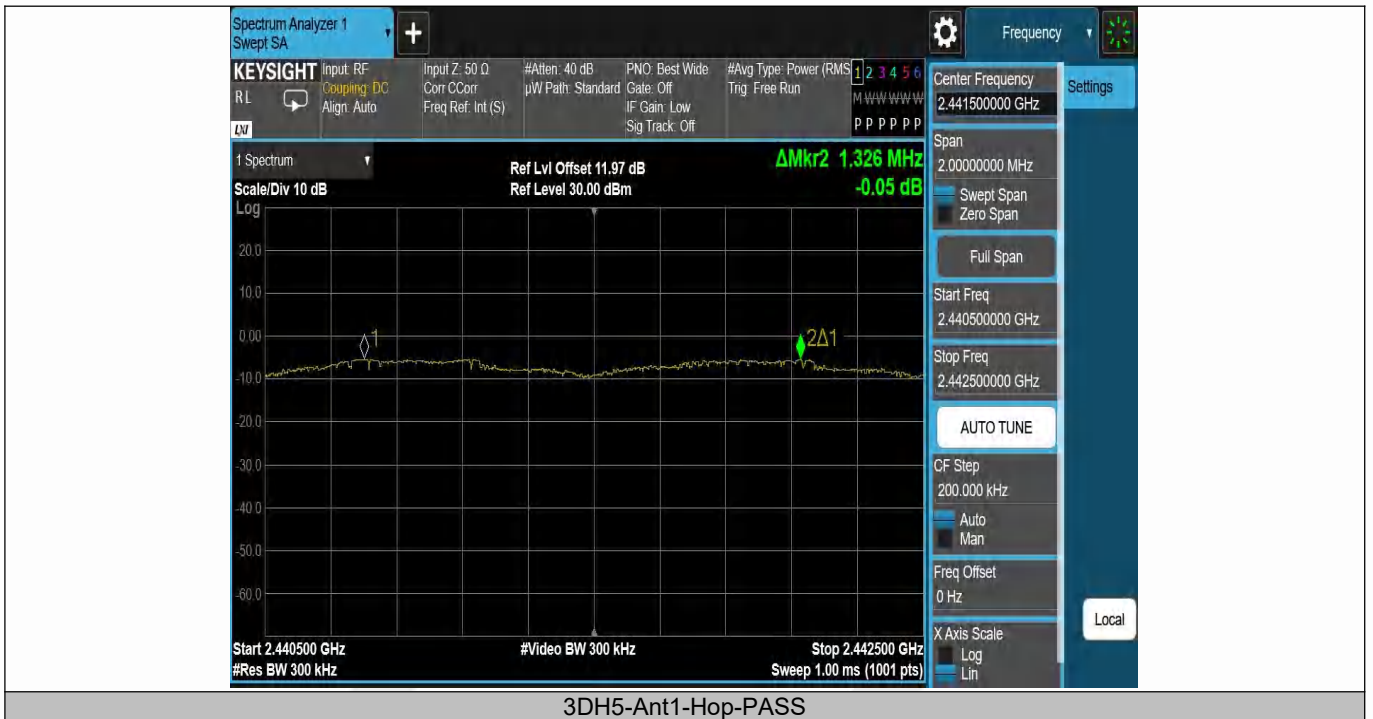 Spectrum Analyzer 1
Swept SA
+
Frequency
KEYSIGHT
RL
LXI
Input: RF
Coupling: DC
Align: Auto
Input Z: 50 Ω
Corr CCorr
Freq Ref: Int (S)
#Atten: 40 dB
µW Path: Standard
PNO: Best Wide
Gate: Off
IF Gain: Low
Sig Track: Off
#Avg Type: Power (RMS
Trig: Free Run
1 2 3 4 5 6
M W W W W W
P P P P P P
1 Spectrum
Scale/Div 10 dB
Ref Lvl Offset 11.97 dB
Ref Level 30.00 dBm
ΔMkr2 1.326 MHz
-0.05 dB
Log
20.0
10.0
0.00
-10.0
-20.0
-30.0
-40.0
-50.0
-60.0
1
2Δ1
Start 2.440500 GHz
#Res BW 300 kHz
#Video BW 300 kHz
Stop 2.442500 GHz
Sweep 1.00 ms (1001 pts)
Center Frequency
2.441500000 GHz
Span
2.00000000 MHz
Swept Span
Zero Span
Full Span
Start Freq
2.440500000 GHz
Stop Freq
2.442500000 GHz
AUTO TUNE
CF Step
200.000 kHz
Auto
Man
Freq Offset
0 Hz
X Axis Scale
Log
Lin
Settings
Local
3DH5-Ant1-Hop-PASS